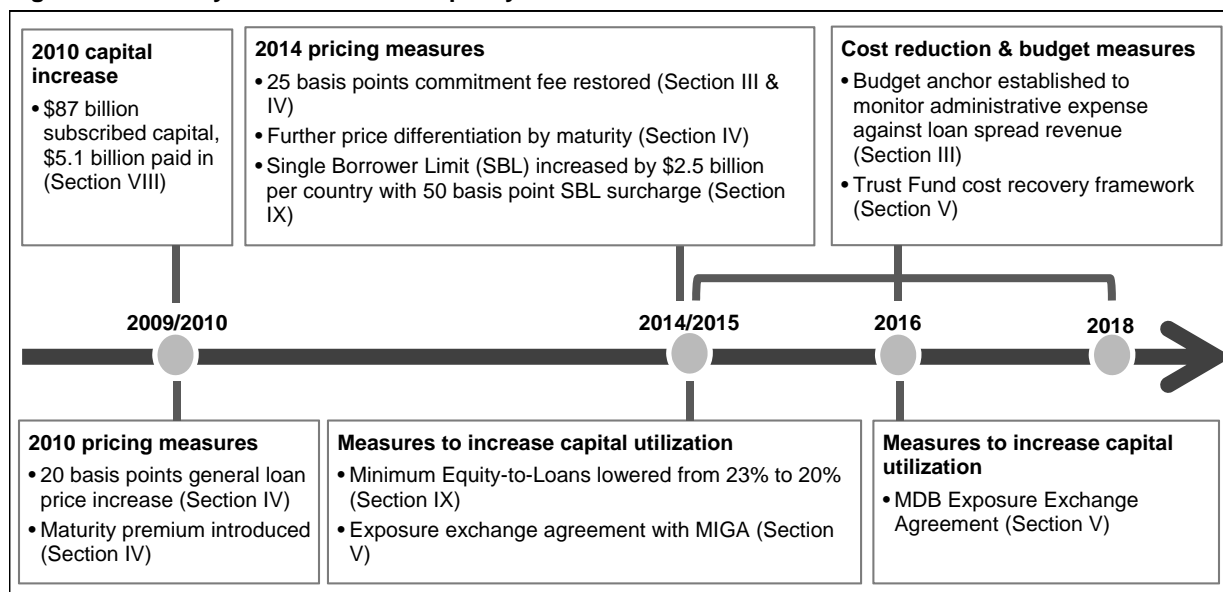 2010 capital
increase
• $87 billion
subscribed capital,
$5.1 billion paid in
(Section VIII)
2014 pricing measures
• 25 basis points commitment fee restored (Section III &
IV)
• Further price differentiation by maturity (Section IV)
• Single Borrower Limit (SBL) increased by $2.5 billion
per country with 50 basis point SBL surcharge (Section
IX)
Cost reduction & budget measures
• Budget anchor established to
monitor administrative expense
against loan spread revenue
(Section III)
• Trust Fund cost recovery framework
(Section V)
2009/2010
2014/2015
2016
2018
2010 pricing measures
• 20 basis points general loan
price increase (Section IV)
• Maturity premium introduced
(Section IV)
Measures to increase capital utilization
• Minimum Equity-to-Loans lowered from 23% to 20%
(Section IX)
• Exposure exchange agreement with MIGA (Section
V)
Measures to increase capital
utilization
• MDB Exposure Exchange
Agreement (Section V)